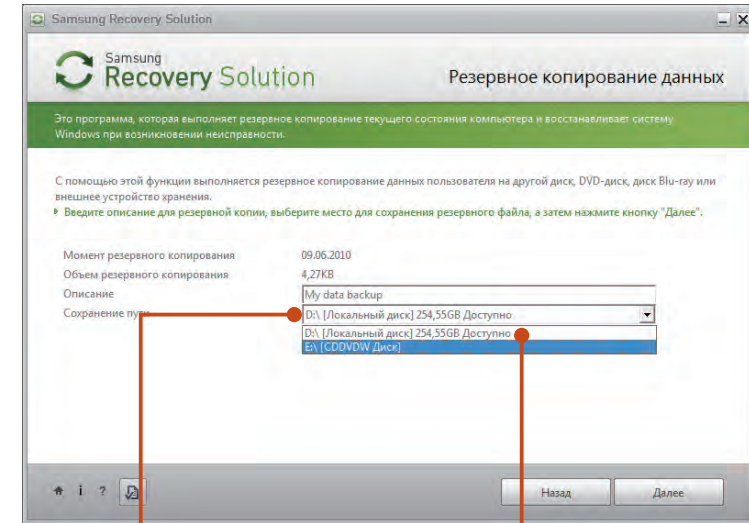 Samsung Recovery Solution
Samsung
Recovery Solution
Резервное копирование данных
Это программа, которая выполняет резервное копирование текущего состояния компьютера и восстанавливает систему
Windows при возникновении неисправности.
С помощью этой функции выполняется резервное копирование данных пользователя на другой диск, DVD-диск, диск Blu-ray или
внешнее устройство хранения.
Введите описание для резервной копии, выберите место для сохранения резервного файла, а затем нажмите кнопку "Далее".
Момент резервного копирования 09.06.2010
Объем резервного копирования 4,27KB
Описание My data backup
Сохранение пути D:\ [Локальный диск] 254,55GB Доступно
D:\ [Локальный диск] 254,55GB Доступно
E:\ [CDDVDW Диск]
Назад Далее